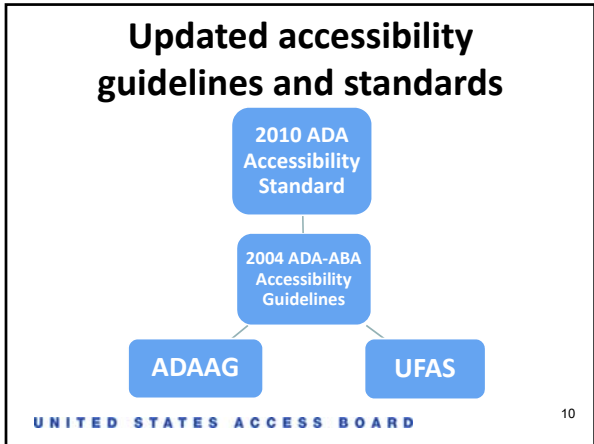 Updated accessibility
guidelines and standards
2010 ADA
Accessibility
Standard
2004 ADA-ABA
Accessibility
Guidelines
ADAAG
UFAS
UNITED STATES ACCESS BOARD
10